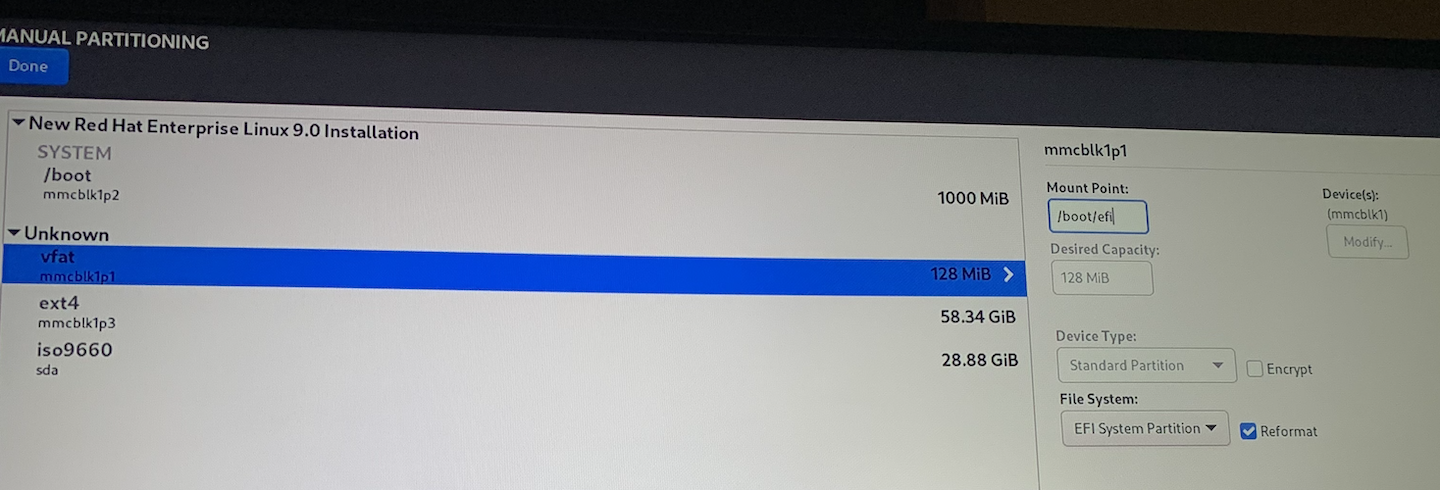 MANUAL PARTITIONING
Done
New Red Hat Enterprise Linux 9.0 Installation
SYSTEM
/boot
mmcblk1p2
1000 MiB
Unknown
vfat
mmcblk1p1
128 MiB
ext4
mmcblk1p3
58.34 GiB
iso9660
sda
28.88 GiB
mmcblk1p1
Mount Point:
/boot/efi
Device(s):
(mmcblk1)
Modify...
Desired Capacity:
128 MiB
Device Type:
Standard Partition
Encrypt
File System:
EFI System Partition
Reformat